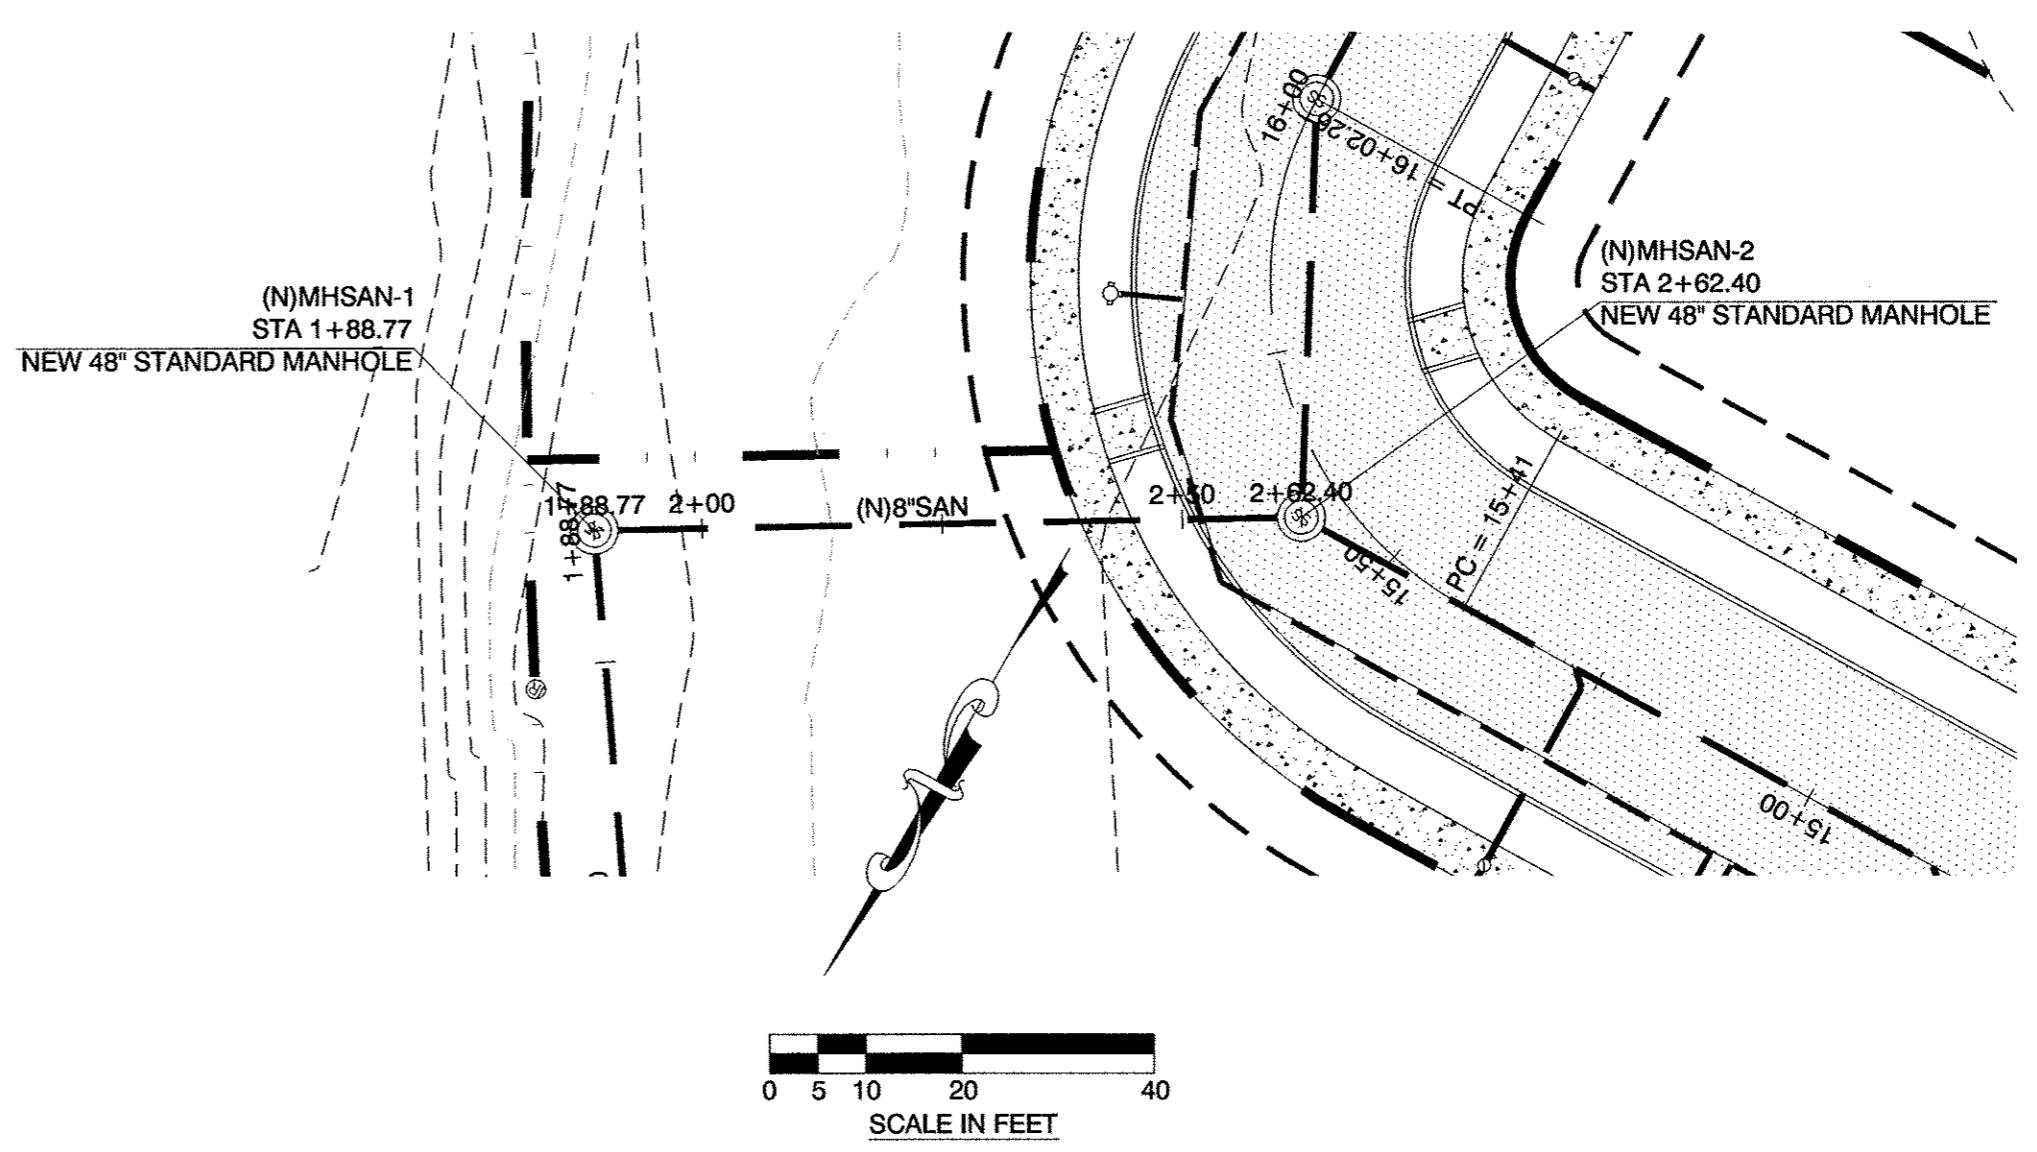 16+00
PT = 16+02.20
(N)MHSAN-2
STA 2+62.40
NEW 48" STANDARD MANHOLE
(N)MHSAN-1
STA 1+88.77
NEW 48" STANDARD MANHOLE
1+88.77
1+88.77
2+00
(N)8"SAN
2+50
2+62.40
15+50
PC = 15+41
15+00
0 5 10 20 40
SCALE IN FEET